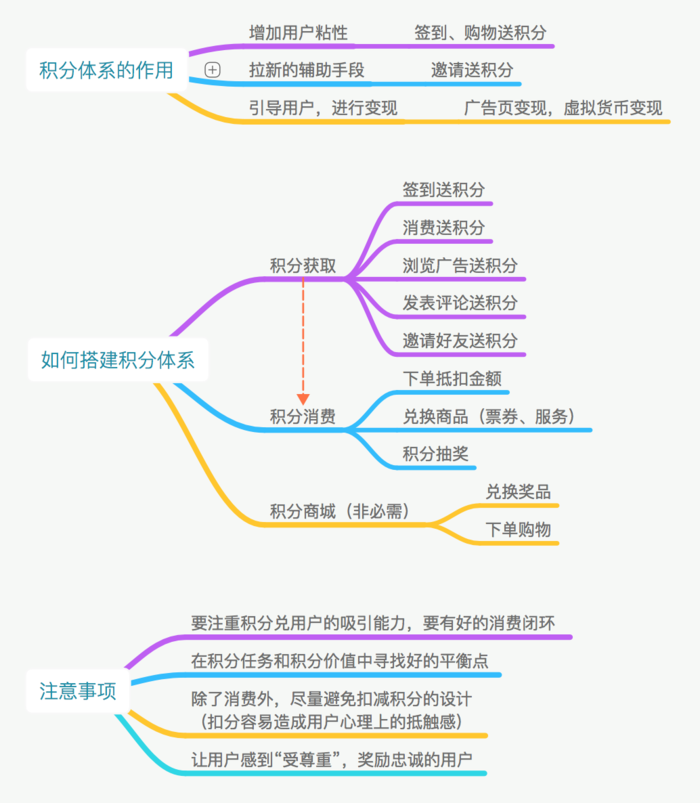 积分体系的作用
增加用户粘性
签到、购物送积分
拉新的辅助手段
邀请送积分
引导用户，进行变现
广告页变现，虚拟货币变现
如何搭建积分体系
积分获取
签到送积分
消费送积分
浏览广告送积分
发表评论送积分
邀请好友送积分
积分消费
下单抵扣金额
兑换商品（票券、服务）
积分抽奖
积分商城（非必需）
兑换奖品
下单购物
注意事项
要注重积分兑用户的吸引能力，要有好的消费闭环
在积分任务和积分价值中寻找好的平衡点
除了消费外，尽量避免扣减积分的设计
（扣分容易造成用户心理上的抵触感）
让用户感到“受尊重”，奖励忠诚的用户